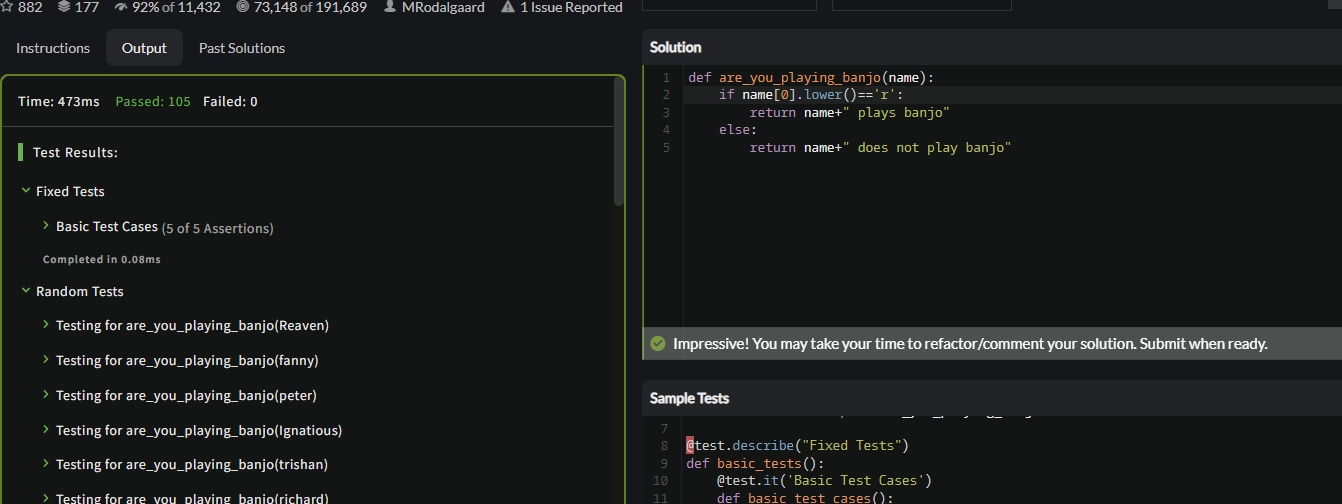 882 177 92% of 11,432 73,148 of 191,689 MRodalgaard 1 Issue Reported
Instructions Output Past Solutions
Time: 473ms Passed: 105 Failed: 0
Test Results:
Fixed Tests
Basic Test Cases (5 of 5 Assertions)
Completed in 0.08ms
Random Tests
Testing for are_you_playing_banjo(Reaven)
Testing for are_you_playing_banjo(fanny)
Testing for are_you_playing_banjo(peter)
Testing for are_you_playing_banjo(Ignatious)
Testing for are_you_playing_banjo(trishan)
Testing for are_you_playing_banjo(richard)
Solution
1 def are_you_playing_banjo(name):
2 if name[0].lower()=='r':
3 return name+" plays banjo"
4 else:
5 return name+" does not play banjo"
Impressive! You may take your time to refactor/comment your solution. Submit when ready.
Sample Tests
7
8 @test.describe("Fixed Tests")
9 def basic_tests():
10 @test.it('Basic Test Cases')
11 def basic_test_cases():